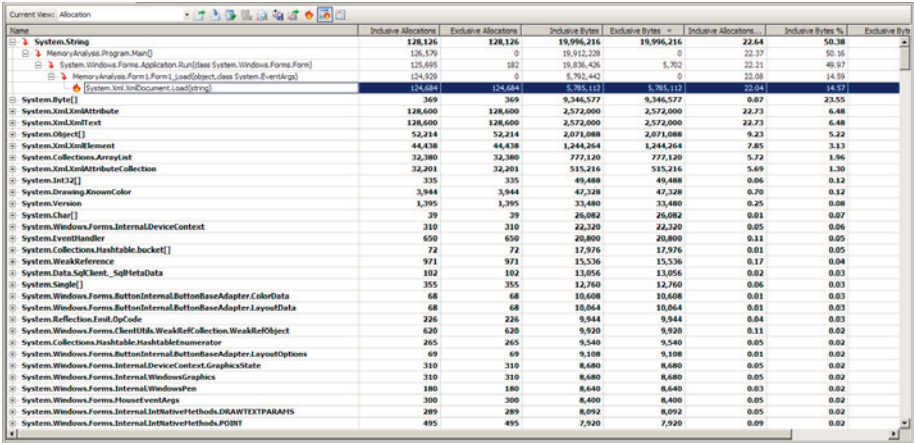 Current View: Allocation
Name Inclusive Allocations Exclusive Allocations Inclusive Bytes Exclusive Bytes Inclusive Allocations... Inclusive Bytes % Exclusive Byte
System.String 128,126 128,126 19,996,216 19,996,216 22.64 50.38
MemoryAnalysis.Program.Main() 126,579 0 19,912,228 0 22.37 50.16
System.Windows.Forms.Application.Run(class System.Windows.Forms.Form) 125,695 182 19,836,426 5,702 22.21 49.97
MemoryAnalysis.Form1.Form1_Load(object,class System.EventArgs) 124,929 0 5,792,442 0 22.08 14.59
System.Xml.XmlDocument.Load(string) 124,684 124,684 5,785,112 5,785,112 22.04 14.57
System.Byte[] 369 369 9,346,577 9,346,577 0.07 23.55
System.Xml.XmlAttribute 128,600 128,600 2,572,000 2,572,000 22.73 6.48
System.Xml.XmlText 128,600 128,600 2,572,000 2,572,000 22.73 6.48
System.Object[] 52,214 52,214 2,071,088 2,071,088 9.23 5.22
System.Xml.XmlElement 44,438 44,438 1,244,264 1,244,264 7.85 3.13
System.Collections.ArrayList 32,380 32,380 777,120 777,120 5.72 1.96
System.Xml.XmlAttributeCollection 32,201 32,201 515,216 515,216 5.69 1.30
System.Int32[] 335 335 49,488 49,488 0.06 0.12
System.Drawing.KnownColor 3,944 3,944 47,328 47,328 0.70 0.12
System.Version 1,395 1,395 33,480 33,480 0.25 0.08
System.Char[] 39 39 26,082 26,082 0.01 0.07
System.Windows.Forms.Internal.DeviceContext 310 310 22,320 22,320 0.05 0.06
System.EventHandler 650 650 20,800 20,800 0.11 0.05
System.Collections.Hashtable.bucket[] 72 72 17,976 17,976 0.01 0.05
System.WeakReference 971 971 15,536 15,536 0.17 0.04
System.Data.SqlClient._SqlMetaData 102 102 13,056 13,056 0.02 0.03
System.Single[] 355 355 12,760 12,760 0.06 0.03
System.Windows.Forms.ButtonInternal.ButtonBaseAdapter.ColorData 68 68 10,608 10,608 0.01 0.03
System.Windows.Forms.ButtonInternal.ButtonBaseAdapter.LayoutData 68 68 10,064 10,064 0.01 0.03
System.Reflection.Emit.OpCode 226 226 9,944 9,944 0.04 0.03
System.Windows.Forms.ClientUtils.WeakRefCollection.WeakRefObject 620 620 9,920 9,920 0.11 0.02
System.Collections.Hashtable.HashtableEnumerator 265 265 9,540 9,540 0.05 0.02
System.Windows.Forms.ButtonInternal.ButtonBaseAdapter.LayoutOptions 69 69 9,108 9,108 0.01 0.02
System.Windows.Forms.Internal.DeviceContext.GraphicsState 310 310 8,680 8,680 0.05 0.02
System.Windows.Forms.Internal.WindowsGraphics 310 310 8,680 8,680 0.05 0.02
System.Windows.Forms.Internal.WindowsPen 180 180 8,640 8,640 0.03 0.02
System.Windows.Forms.MouseEventArgs 300 300 8,400 8,400 0.05 0.02
System.Windows.Forms.Internal.IntNativeMethods.DRAWTEXTPARAMS 289 289 8,092 8,092 0.05 0.02
System.Windows.Forms.Internal.IntNativeMethods.POINT 495 495 7,920 7,920 0.09 0.02